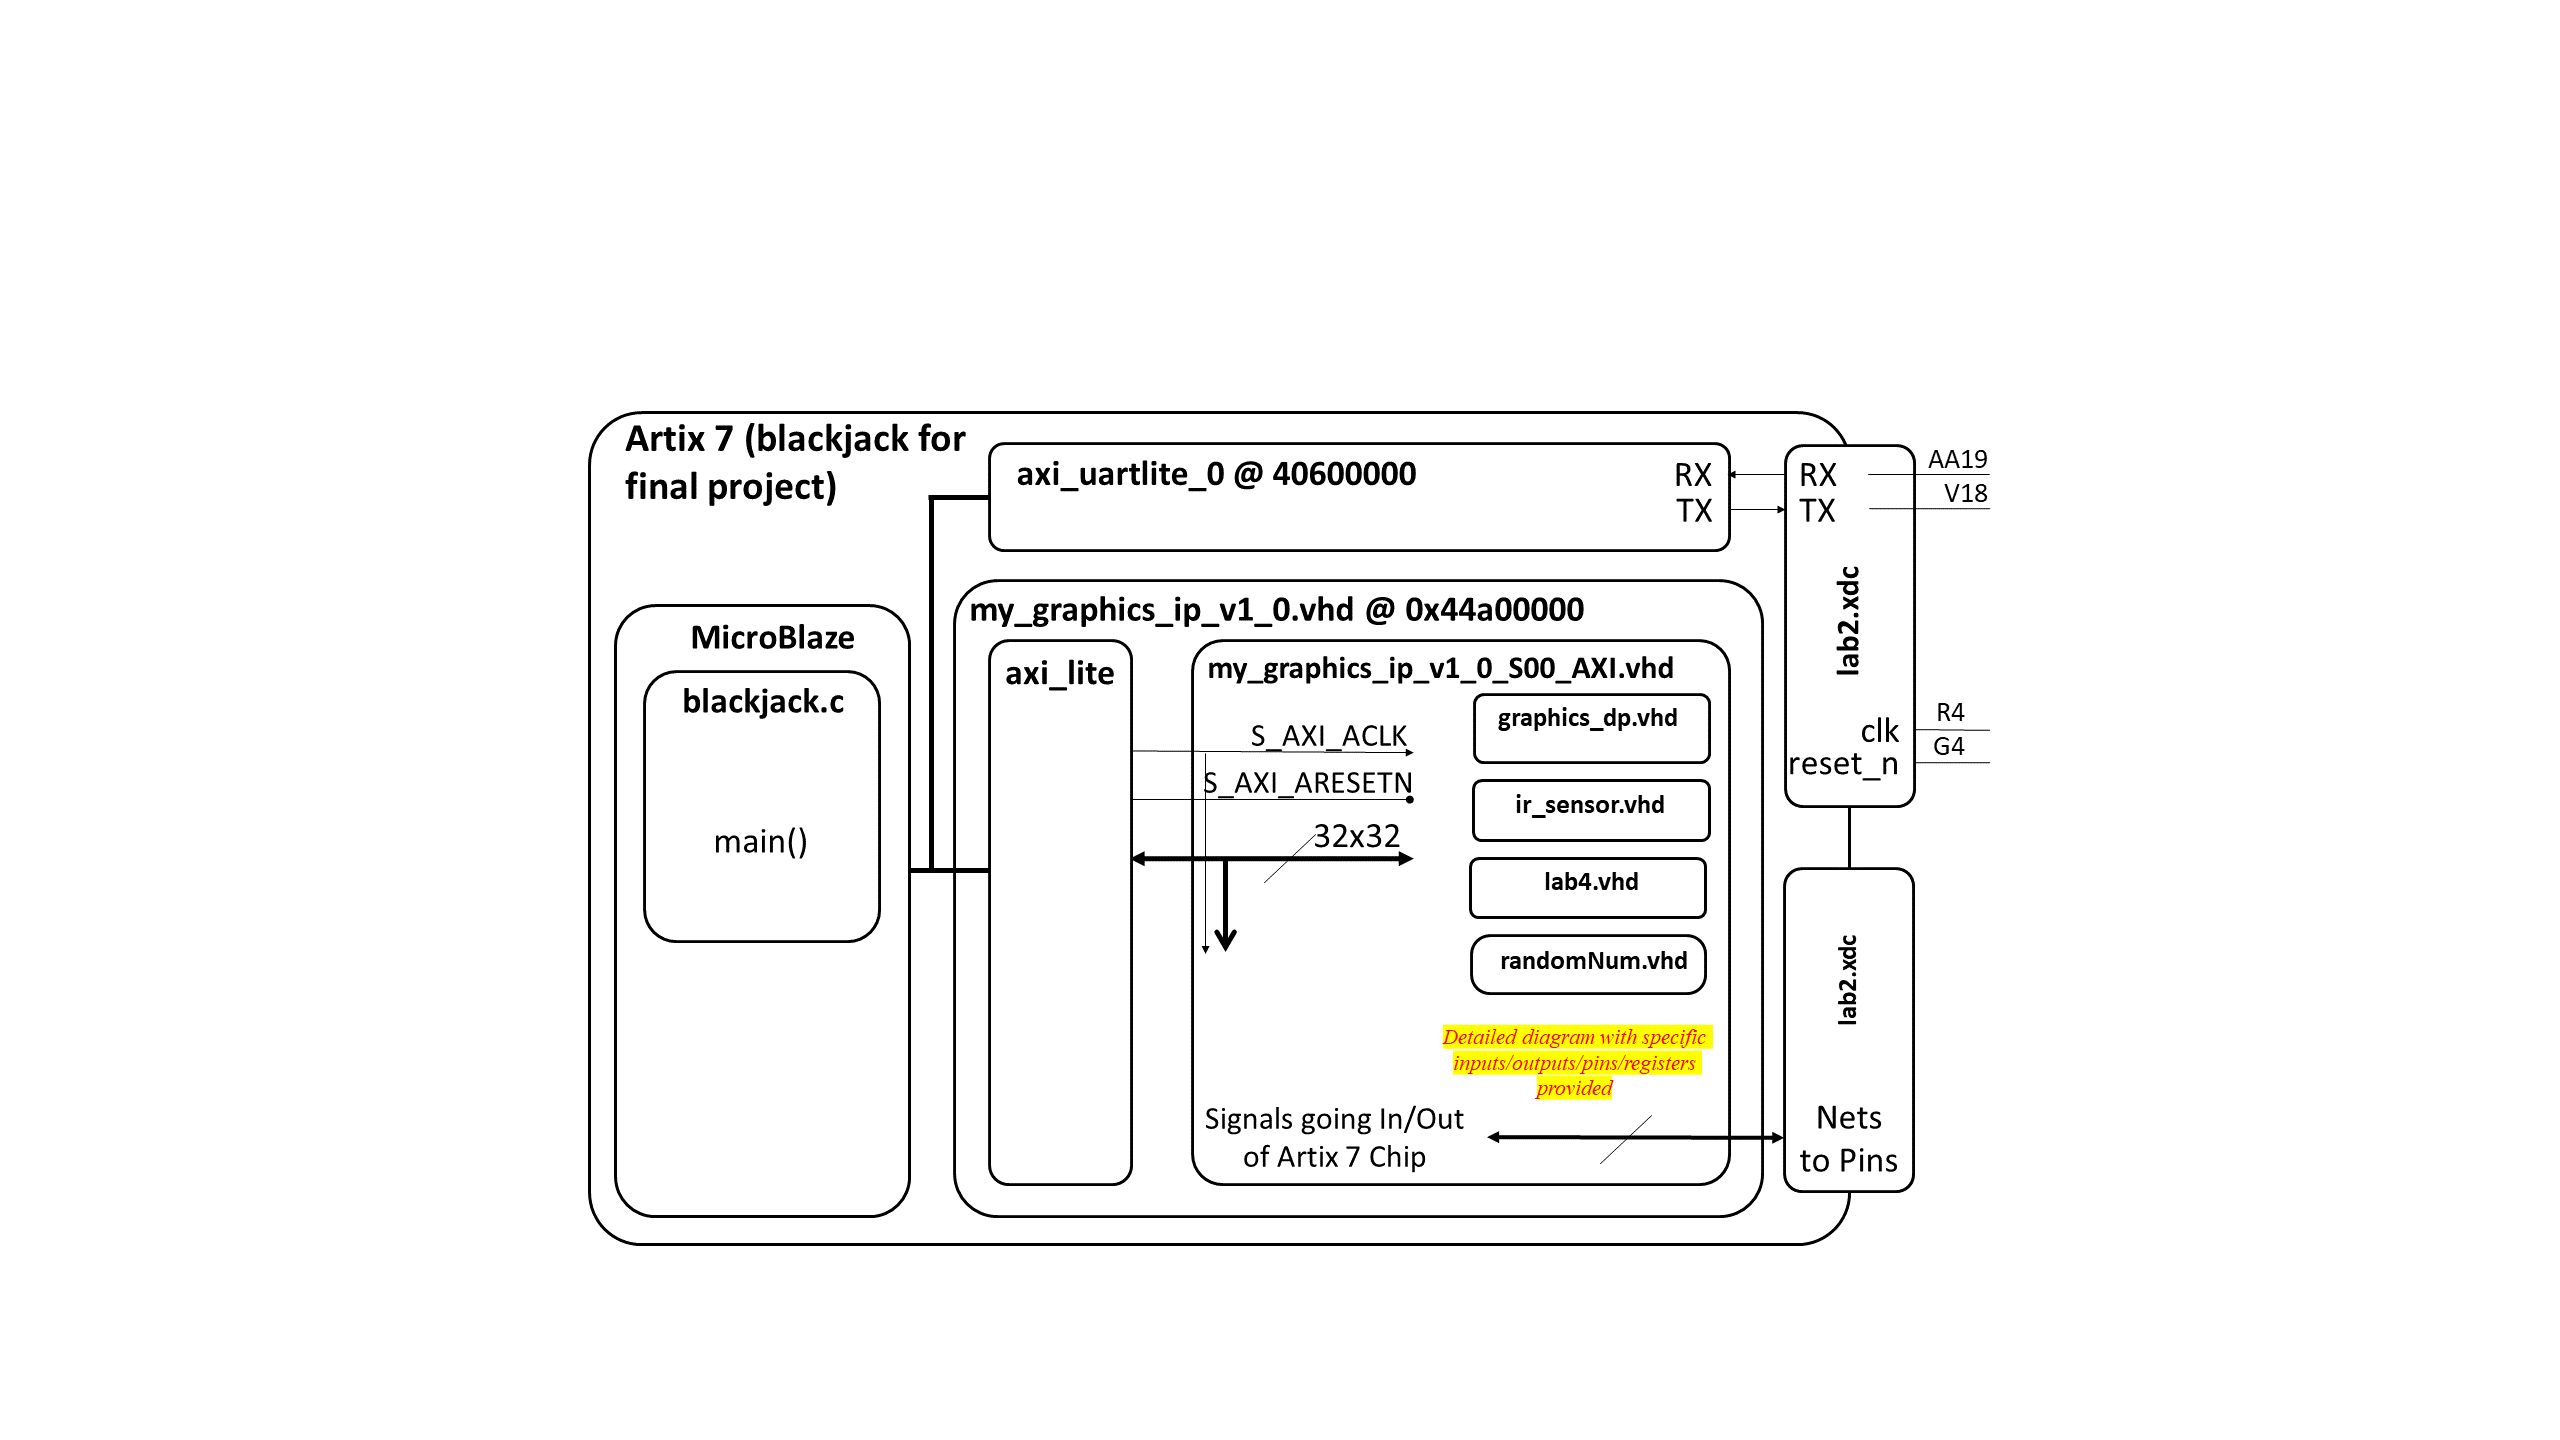 Artix 7 (blackjack for
final project)
axi_uartlite_0 @ 40600000
RX
TX
RX
TX
AA19
V18
lab2.xdc
clk
reset_n
R4
G4
MicroBlaze
blackjack.c
main()
my_graphics_ip_v1_0.vhd @ 0x44a00000
axi_lite
my_graphics_ip_v1_0_S00_AXI.vhd
S_AXI_ACLK
S_AXI_ARESETN
32x32
graphics_dp.vhd
ir_sensor.vhd
lab4.vhd
randomNum.vhd
Detailed diagram with specific
inputs/outputs/pins/registers
provided
Signals going In/Out
of Artix 7 Chip
lab2.xdc
Nets
to Pins